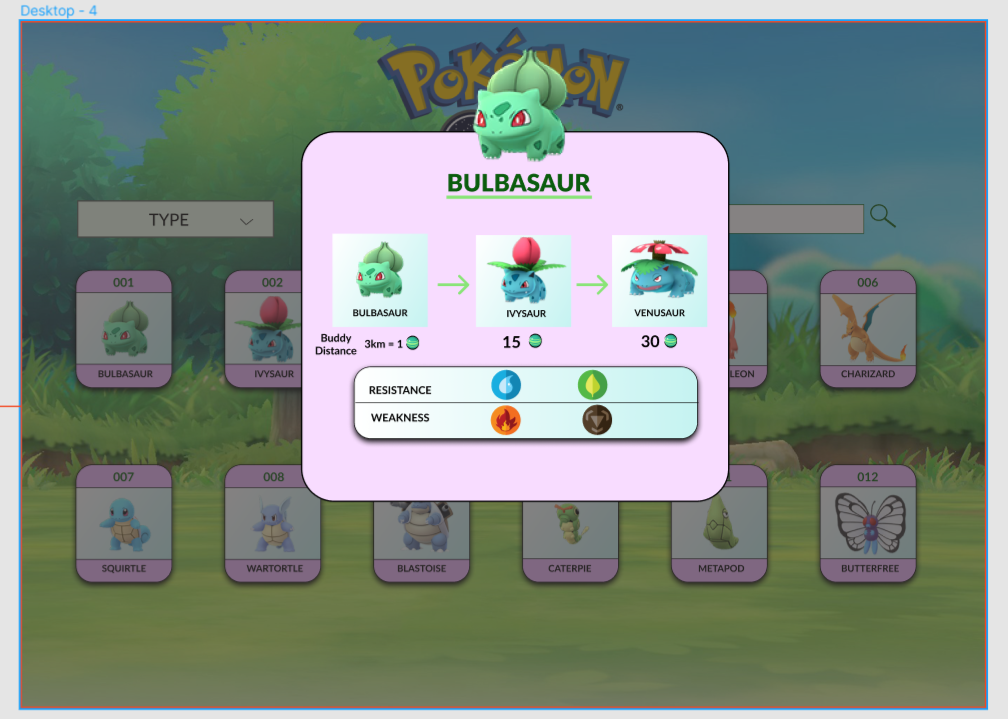 Desktop - 4
POKÉMON
TYPE
BULBASAUR
BULBASAUR
IVYSAUR
VENUSAUR
Buddy
Distance
3km = 1
15
30
RESISTANCE
WEAKNESS
001
BULBASAUR
002
IVYSAUR
LEON
006
CHARIZARD
007
SQUIRTLE
008
WARTORTLE
BLASTOISE
CATERPIE
METAPOD
012
BUTTERFREE